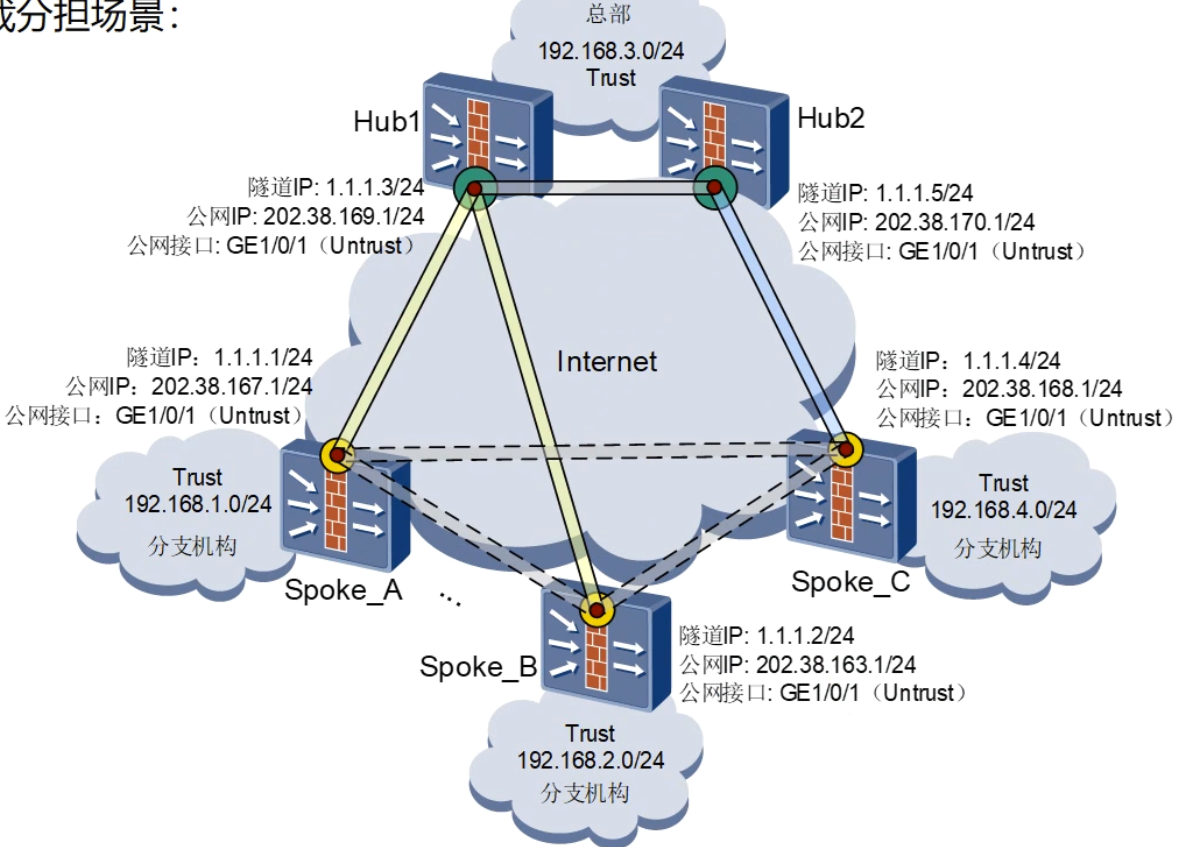 分担场景：
总部
192.168.3.0/24
Trust
Hub1
Hub2
隧道IP: 1.1.1.3/24
公网IP: 202.38.169.1/24
公网接口: GE1/0/1（Untrust）
隧道IP: 1.1.1.5/24
公网IP: 202.38.170.1/24
公网接口: GE1/0/1（Untrust）
Internet
隧道IP：1.1.1.1/24
公网IP：202.38.167.1/24
公网接口：GE1/0/1（Untrust）
隧道IP：1.1.1.4/24
公网IP：202.38.168.1/24
公网接口：GE1/0/1（Untrust）
Trust
192.168.1.0/24
分支机构
Spoke_A
...
Trust
192.168.4.0/24
分支机构
Spoke_C
Spoke_B
隧道IP: 1.1.1.2/24
公网IP: 202.38.163.1/24
公网接口: GE1/0/1（Untrust）
Trust
192.168.2.0/24
分支机构